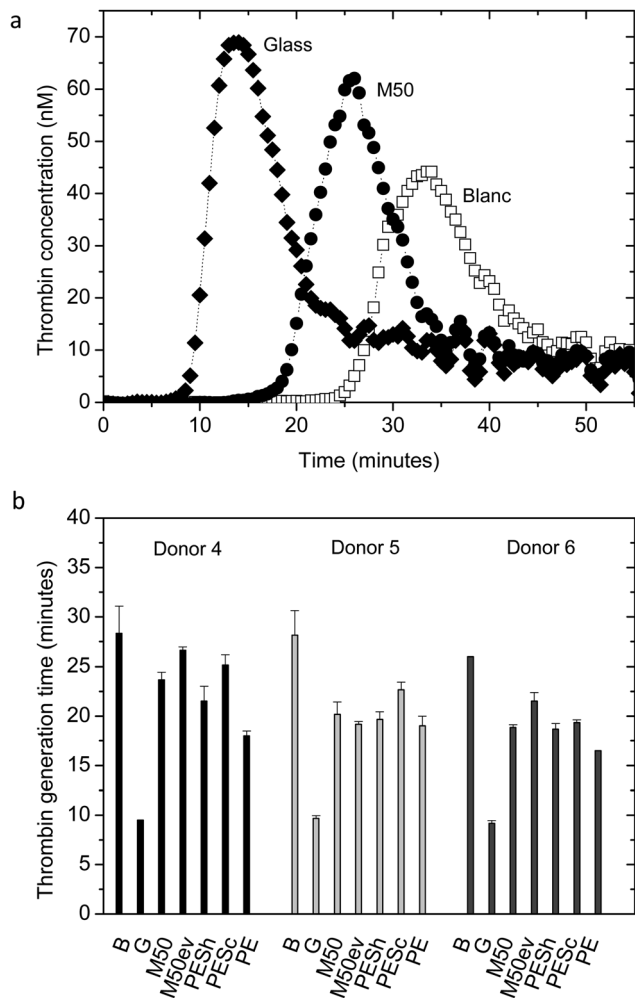 a
Thrombin concentration (nM)
70
60
50
40
30
20
10
0
Glass
M50
Blanc
0 10 20 30 40 50
Time (minutes)
b
Thrombin generation time (minutes)
40
35
30
25
20
15
10
5
0
Donor 4 Donor 5 Donor 6
B G M50 M50ev PESh PESc PE B G M50 M50ev PESh PESc PE B G M50 M50ev PESh PESc PE